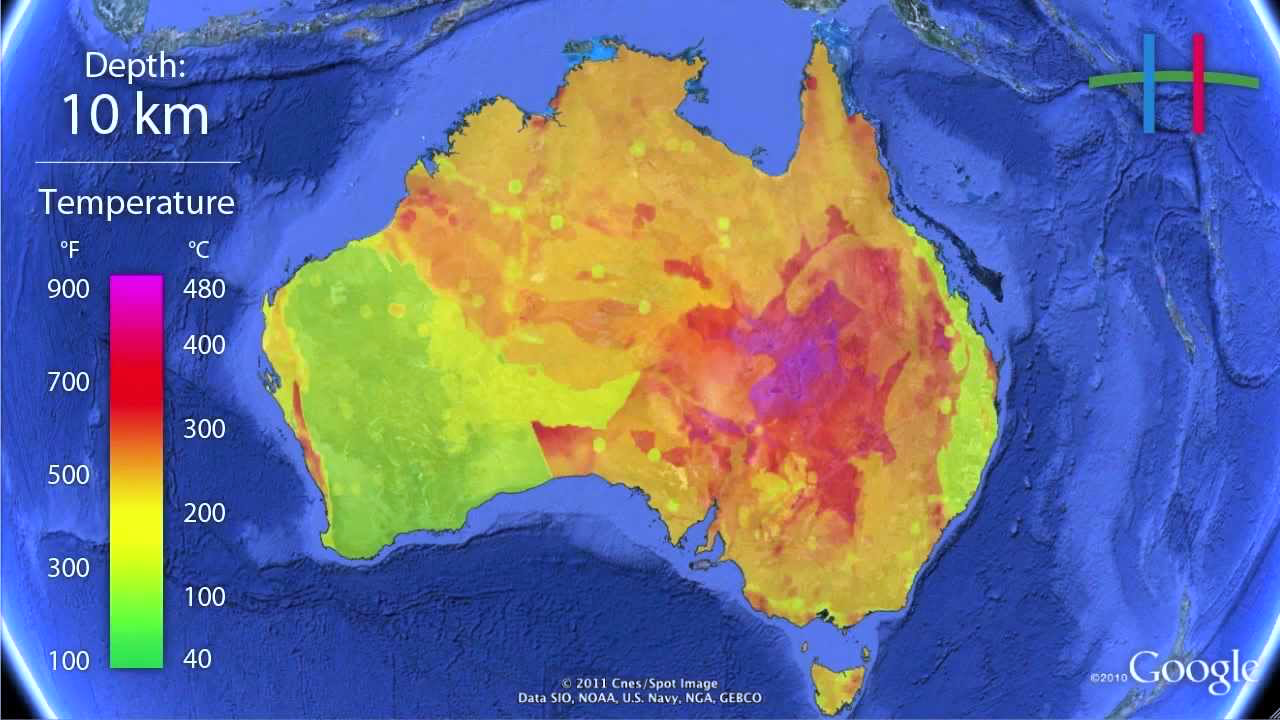 Depth:
10 km
Temperature
°F °C
900 480
400
700
300
500
200
300
100
100 40
© 2011 Cnes/Spot Image
Data SIO, NOAA, U.S. Navy, NGA, GEBCO
©2010 Google